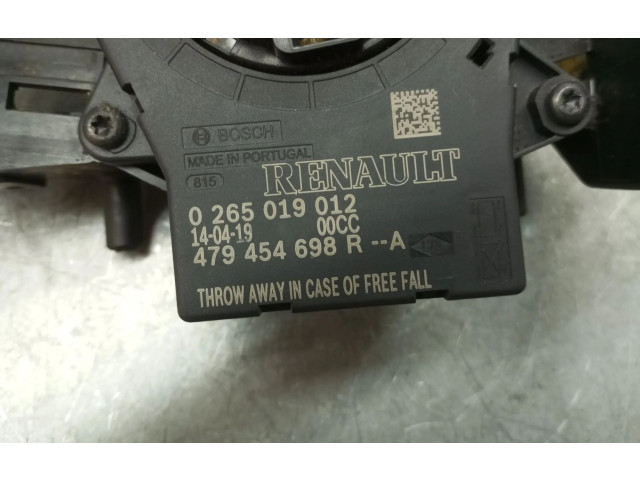 BOSCH
MADE IN PORTUGAL
815
RENAULT
0 265 019 012
14-04-19 00CC
479 454 698 R --A
THROW AWAY IN CASE OF FREE FALL